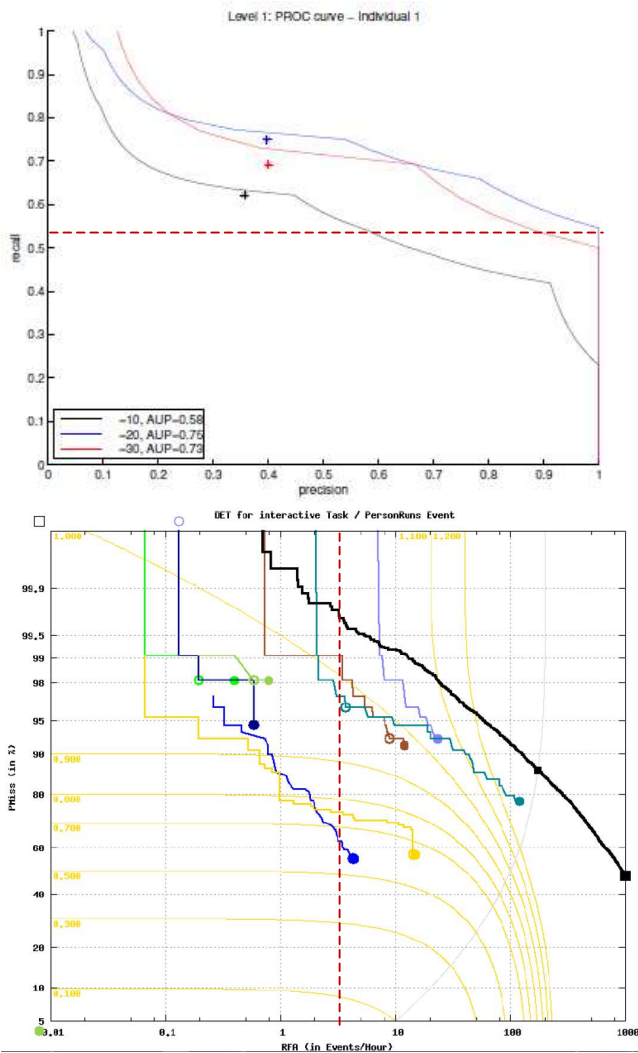 Level 1: PROC curve – Individual 1
1
0.9
0.8
0.7
0.6
0.5
0.4
0.3
0.2
0.1
0
recall
−10, AUP=0.58
−20, AUP=0.75
−30, AUP=0.73
0 0.1 0.2 0.3 0.4 0.5 0.6 0.7 0.8 0.9 1
precision
DET for interactive Task / PersonRuns Event
1.000 1.100 1.200
99.9
99.5
99
98
95
90
0.900
80
0.800
0.700
60
0.500
40
0.300
20
10
0.100
5
PMiss (in %)
0.01 0.1 1 10 100 1000
RFA (in Events/Hour)